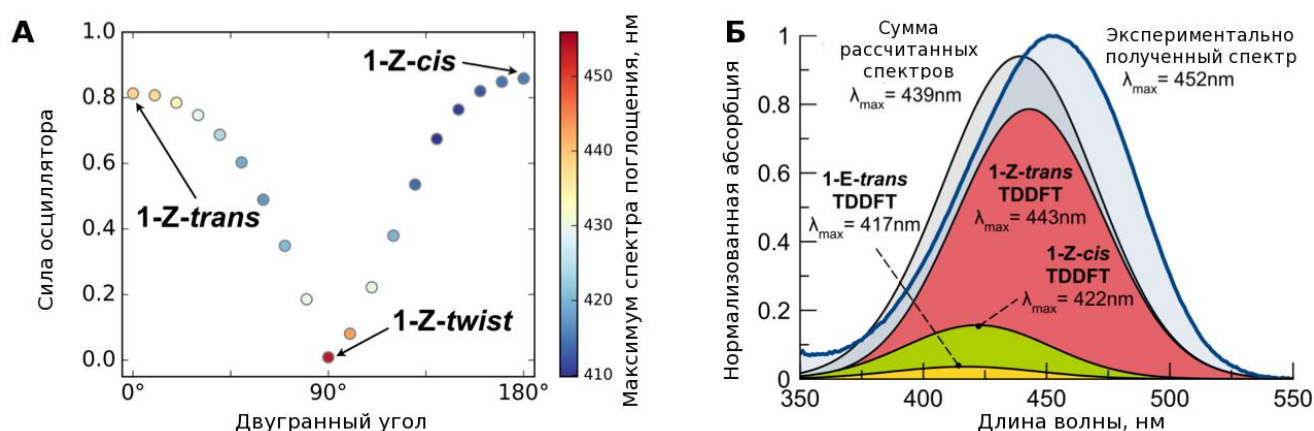 А
Сила осциллятора
1.0
0.8
0.6
0.4
0.2
0.0
0°
90°
180°
Двугранный угол
1-Z-cis
1-Z-trans
1-Z-twist
450
440
430
420
410
Максимум спектра поглощения, нм
Б
Нормализованная абсорбция
1
0.8
0.6
0.4
0.2
0
350
400
450
500
550
Длина волны, нм
Сумма
рассчитанных
спектров
λmax= 439nm
Экспериментально
полученный спектр
λmax= 452nm
1-E-trans
TDDFT
λmax= 417nm
1-Z-trans
TDDFT
λmax= 443nm
1-Z-cis
TDDFT
λmax= 422nm